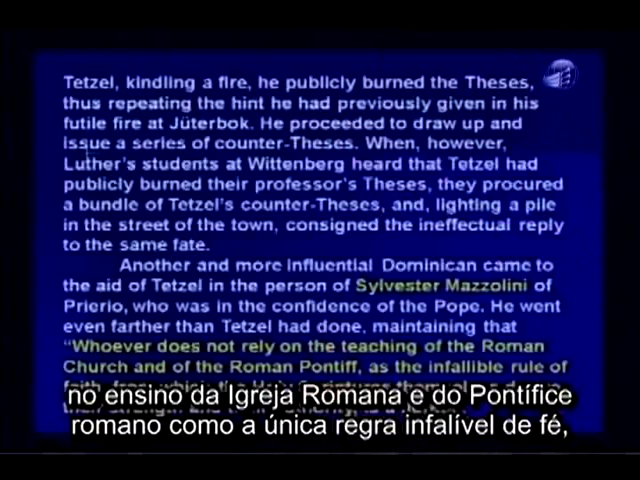 Tetzel, kindling a fire, he publicly burned the Theses,
thus repeating the hint he had previously given in his
futile fire at Jüterbok. He proceeded to draw up and
issue a series of counter-Theses. When, however,
Luther's students at Wittenberg heard that Tetzel had
publicly burned their professor's Theses, they procured
a bundle of Tetzel's counter-Theses, and, lighting a pile
in the street of the town, consigned the ineffectual reply
to the same fate.
Another and more influential Dominican came to
the aid of Tetzel in the person of Sylvester Mazzolini of
Prierio, who was in the confidence of the Pope. He went
even farther than Tetzel had done, maintaining that
“Whoever does not rely on the teaching of the Roman
Church and of the Roman Pontiff, as the infallible rule of
no ensino da Igreja Romana e do Pontífice
romano como a única regra infalível de fé,